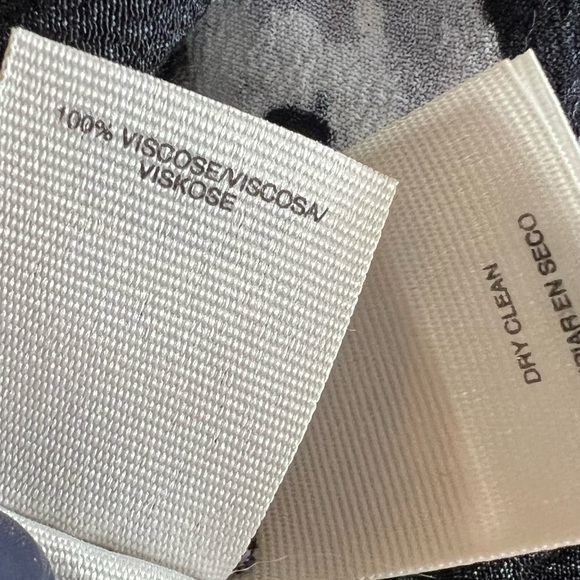 100% VISCOSE/VISCOSA/
VISKOSE
DRY CLEAN
EN SECO